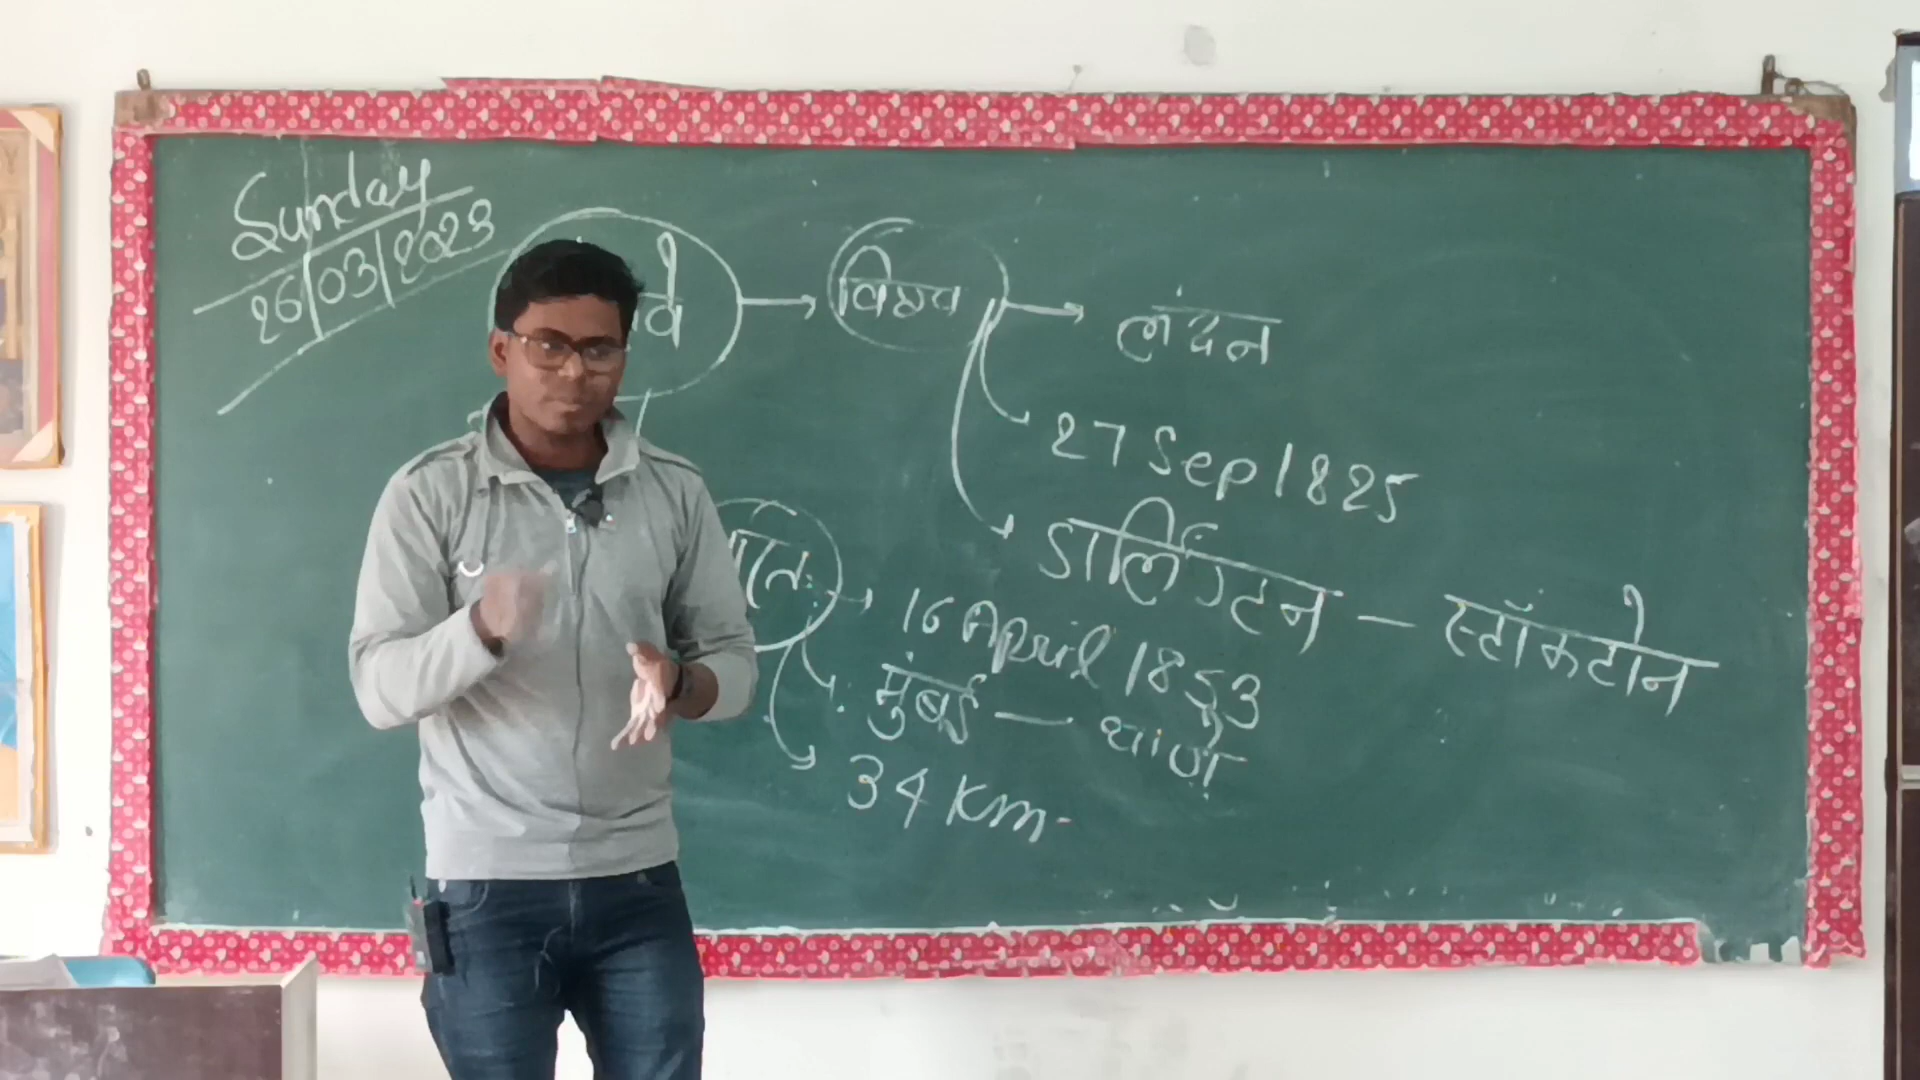 Sunday
26/03/2023
विश्व
लंदन
27 Sep 1825
डार्लिंगटन - स्टॉकटोन
16 April 1853
मुंबई - थाणे
34 Km